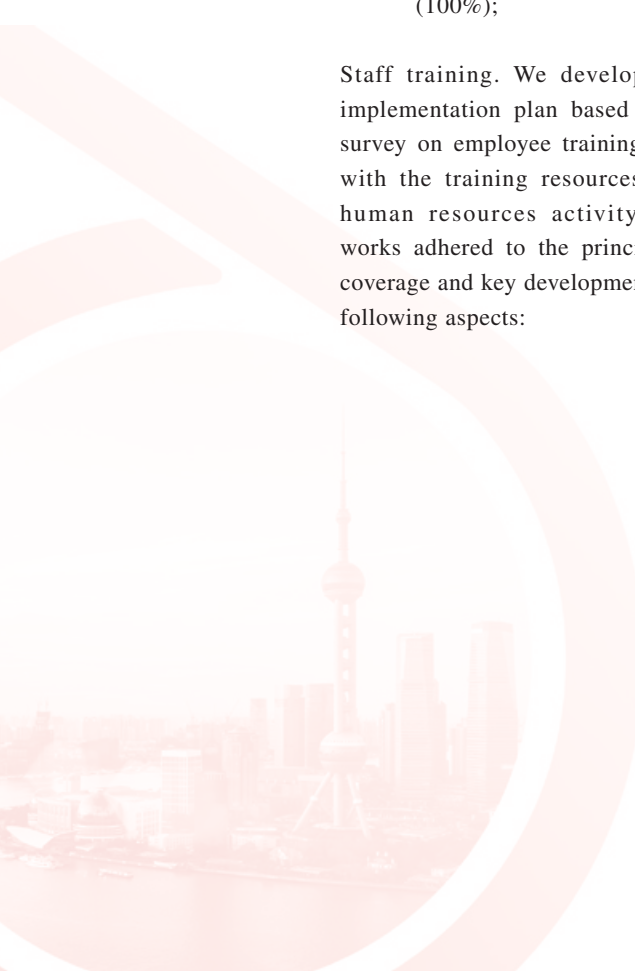 (100%);
Staff training. We develop
implementation plan based
survey on employee training
with the training resources
human resources activity
works adhered to the princi
coverage and key developme
following aspects: